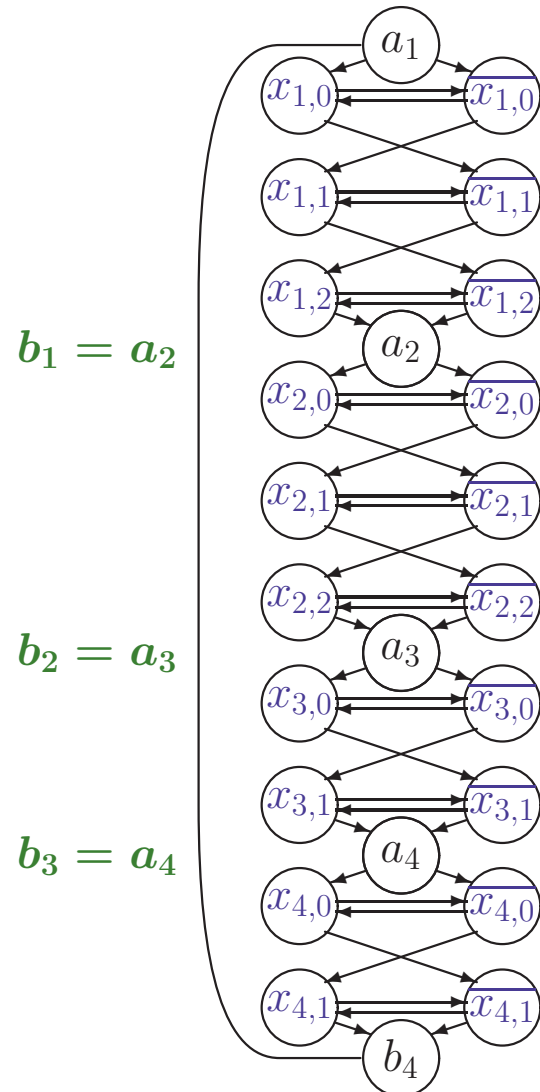 a₁
x₁,₀ x̅₁,₀
x₁,₁ x̅₁,₁
x₁,₂ x̅₁,₂
b₁ = a₂ a₂
x₂,₀ x̅₂,₀
x₂,₁ x̅₂,₁
x₂,₂ x̅₂,₂
b₂ = a₃ a₃
x₃,₀ x̅₃,₀
x₃,₁ x̅₃,₁
b₃ = a₄ a₄
x₄,₀ x̅₄,₀
x₄,₁ x̅₄,₁
b₄